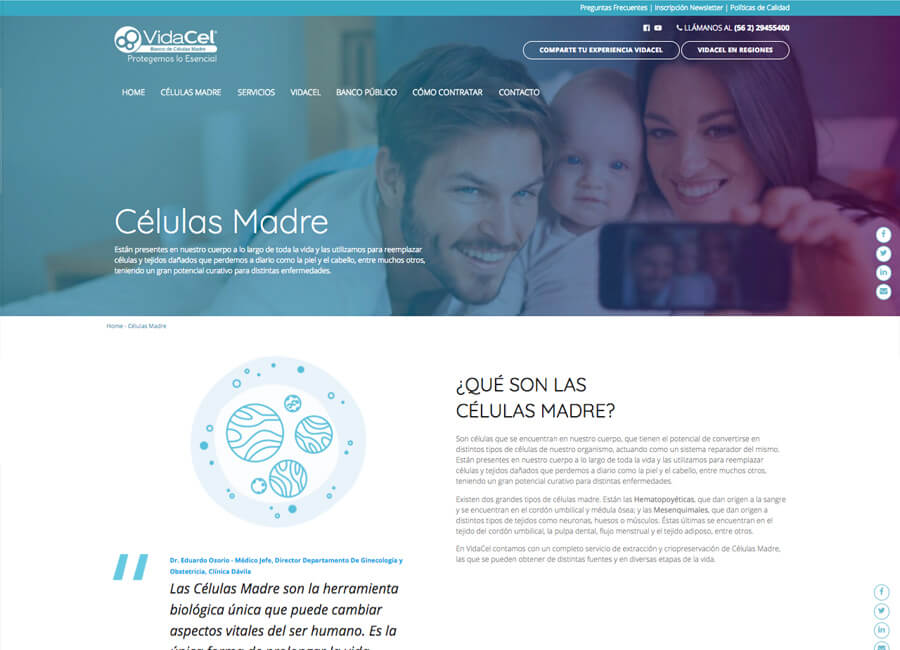 Preguntas Frecuentes | Inscripción Newsletter | Políticas de Calidad
VidaCel®
Banco de Células Madre
Protegemos lo Esencial
LLÁMANOS AL (56 2) 29455400
COMPARTE TU EXPERIENCIA VIDACEL
VIDACEL EN REGIONES
HOME CÉLULAS MADRE SERVICIOS VIDACEL BANCO PÚBLICO CÓMO CONTRATAR CONTACTO
Células Madre
Están presentes en nuestro cuerpo a lo largo de toda la vida y las utilizamos para reemplazar
células y tejidos dañados que perdemos a diario como la piel y el cabello, entre muchos otros,
teniendo un gran potencial curativo para distintas enfermedades.
Home - Células Madre
¿QUÉ SON LAS
CÉLULAS MADRE?
Son células que se encuentran en nuestro cuerpo, que tienen el potencial de convertirse en
distintos tipos de células de nuestro organismo, actuando como un sistema reparador del mismo.
Están presentes en nuestro cuerpo a lo largo de toda la vida y las utilizamos para reemplazar
células y tejidos dañados que perdemos a diario como la piel y el cabello, entre muchos otros,
teniendo un gran potencial curativo para distintas enfermedades.
Existen dos grandes tipos de células madre. Están las Hematopoyéticas, que dan origen a la sangre
y se encuentran en el cordón umbilical y médula ósea; y las Mesenquimales, que dan origen a
distintos tipos de tejidos como neuronas, huesos o músculos. Éstas últimas se encuentran en el
tejido del cordón umbilical, la pulpa dental, flujo menstrual y el tejido adiposo, entre otros.
En VidaCel contamos con un completo servicio de extracción y criopreservación de Células Madre,
las que se pueden obtener de distintas fuentes y en diversas etapas de la vida.
Dr. Eduardo Osorio - Médico Jefe, Director Departamento De Ginecología y
Obstetricia, Clínica Dávila
Las Células Madre son la herramienta
biológica única que puede cambiar
aspectos vitales del ser humano. Es la
única forma de prolongar la vida